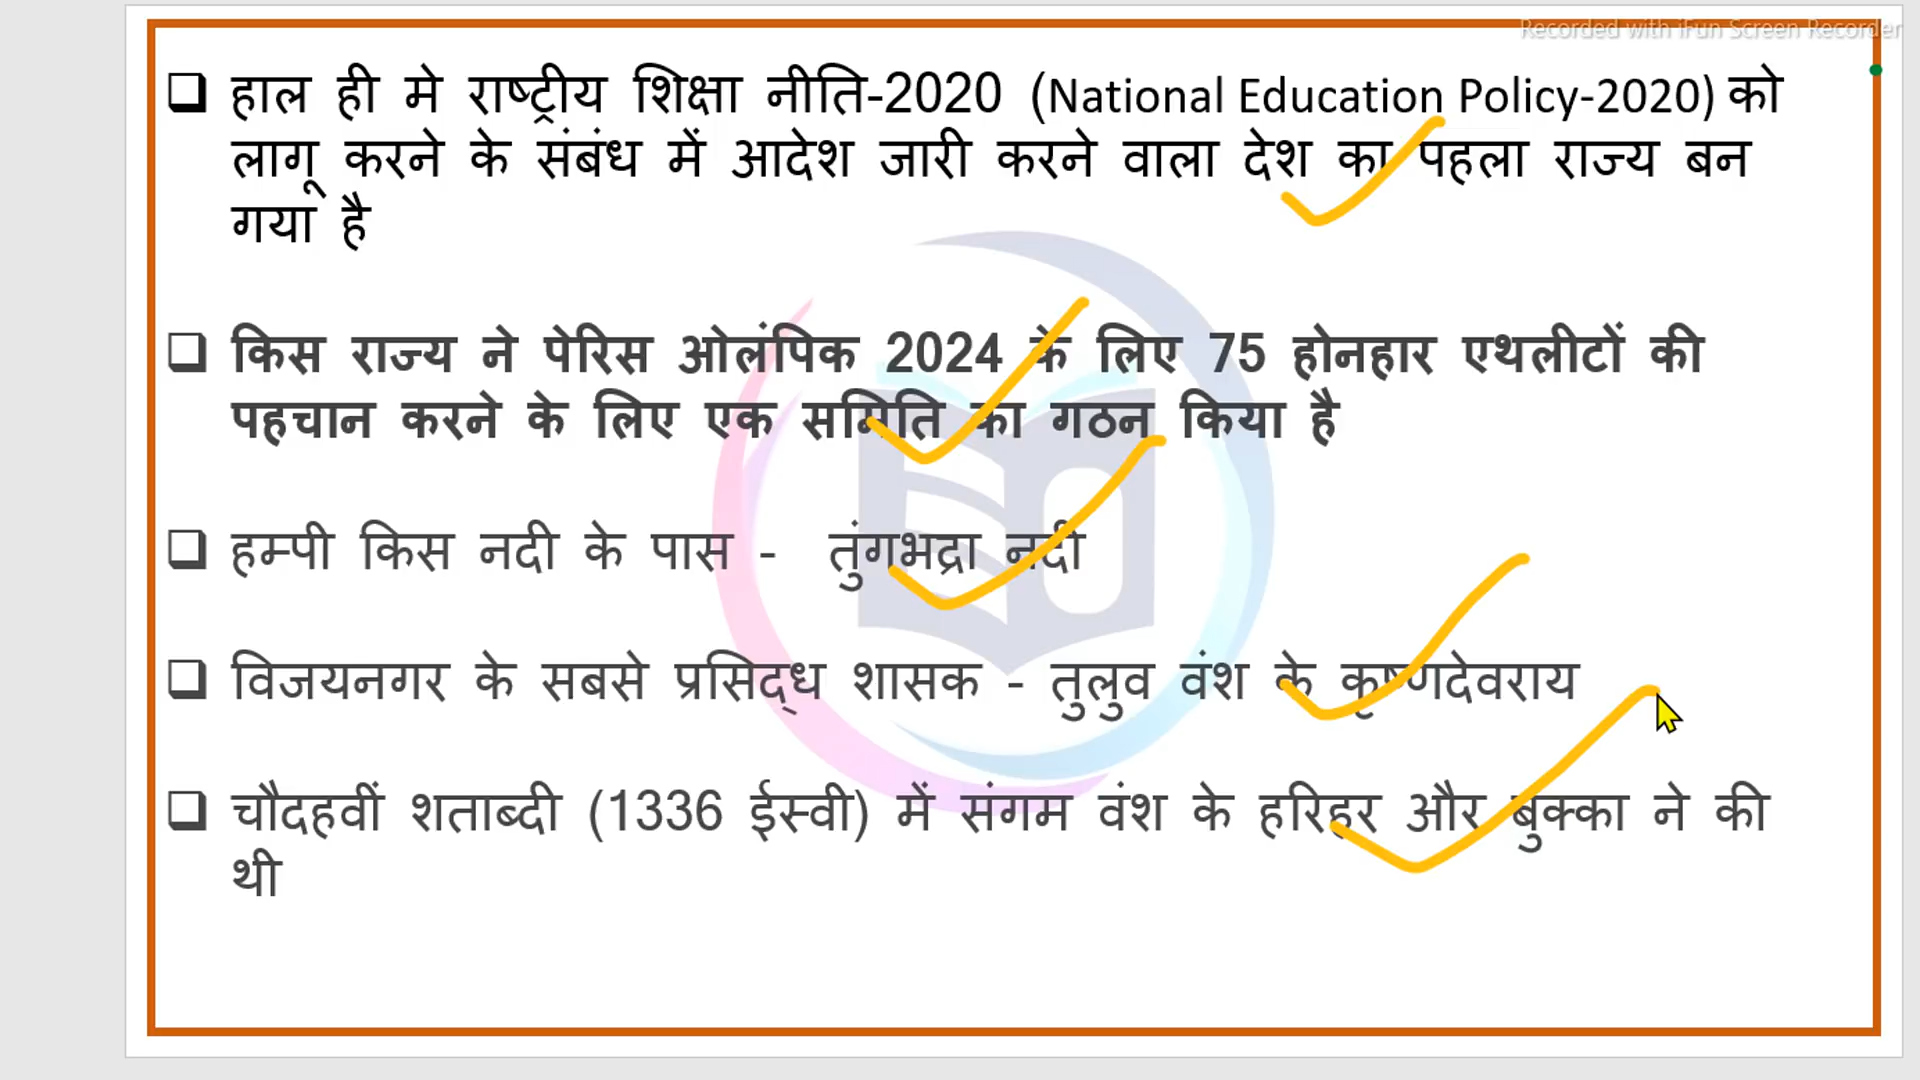 Recorded with iFun Screen Recorder
हाल ही मे राष्ट्रीय शिक्षा नीति-2020 (National Education Policy-2020) को
लागू करने के संबंध में आदेश जारी करने वाला देश का पहला राज्य बन
गया है
किस राज्य ने पेरिस ओलंपिक 2024 के लिए 75 होनहार एथलीटों की
पहचान करने के लिए एक समिति का गठन किया है
हम्पी किस नदी के पास - तुंगभद्रा नदी
विजयनगर के सबसे प्रसिद्ध शासक - तुलुव वंश के कृष्णदेवराय
चौदहवीं शताब्दी (1336 ईस्वी) में संगम वंश के हरिहर और बुक्का ने की
थी